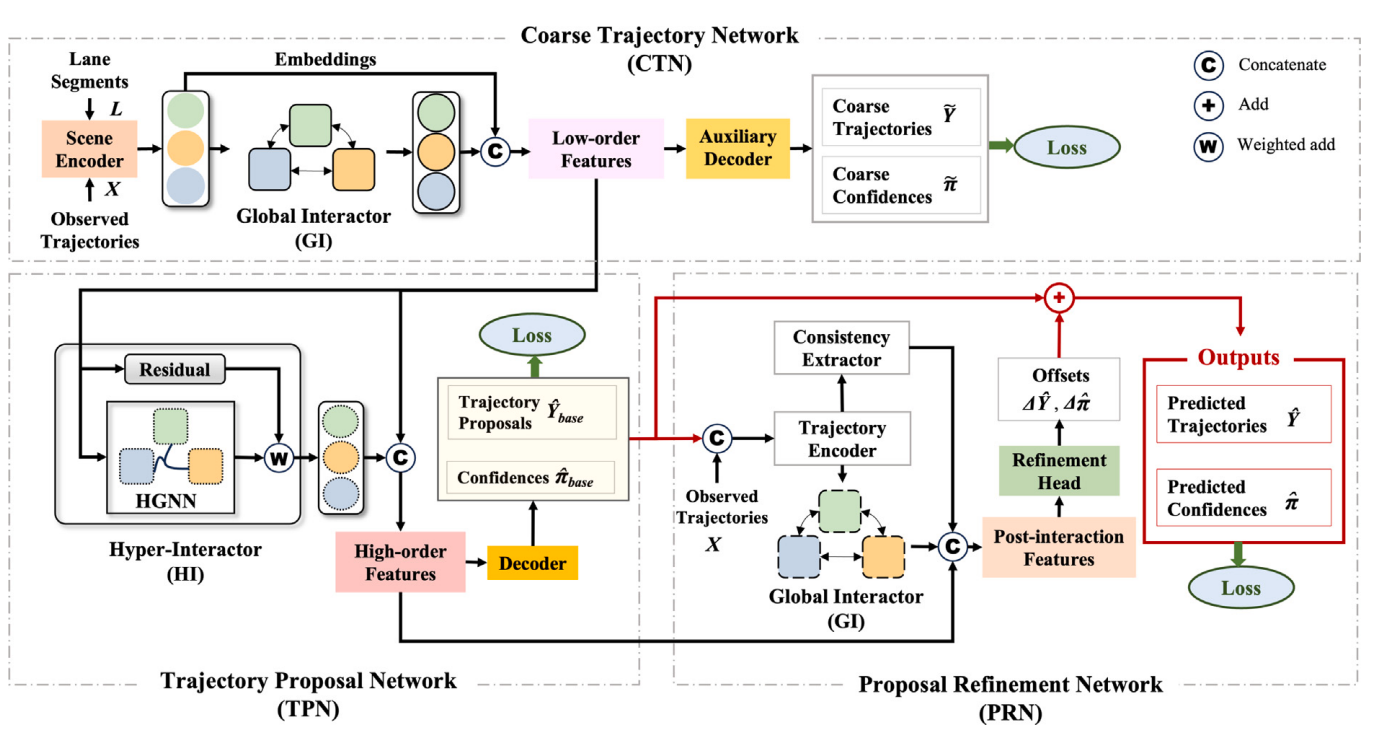 Coarse Trajectory Network
(CTN)
Lane
Segments
L
Scene
Encoder
X
Observed
Trajectories
Embeddings
Global Interactor
(GI)
C
Low-order
Features
Auxiliary
Decoder
Coarse
Trajectories
Ỹ
Coarse
Confidences
π̃
Loss
C
Concatenate
+
Add
W
Weighted add
Residual
HGNN
W
Hyper-Interactor
(HI)
C
High-order
Features
Decoder
Loss
Trajectory
Proposals
Ŷbase
Confidences π̂base
Trajectory Proposal Network
(TPN)
C
Observed
Trajectories
X
Consistency
Extractor
Trajectory
Encoder
Global Interactor
(GI)
C
Post-interaction
Features
Refinement
Head
Offsets
ΔŶ , Δπ̂
+
Outputs
Predicted
Trajectories
Ŷ
Predicted
Confidences
π̂
Loss
Proposal Refinement Network
(PRN)